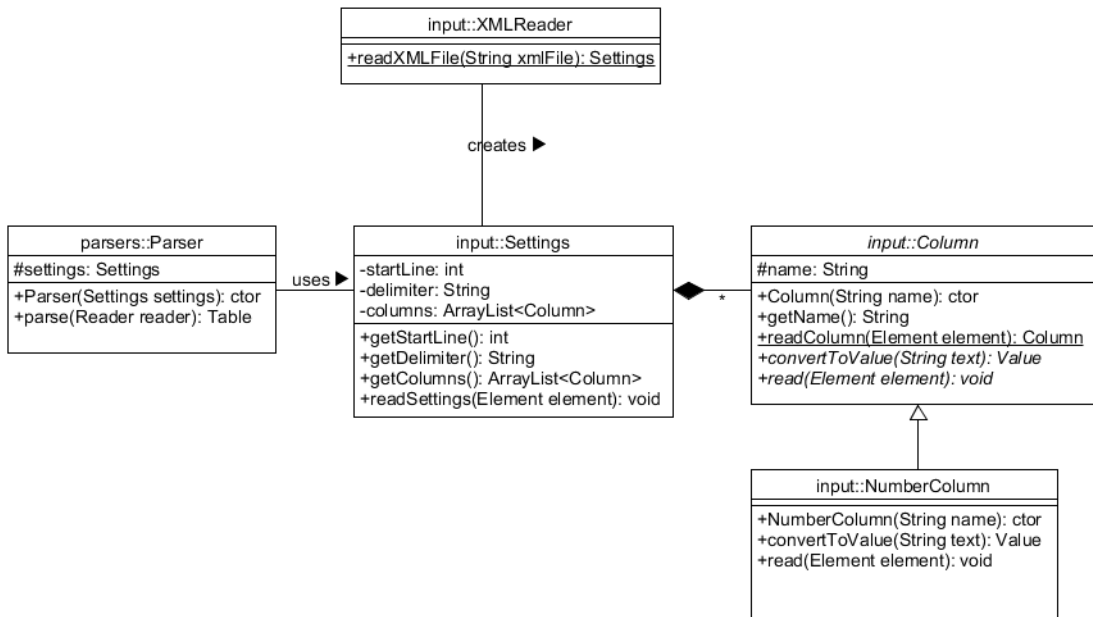 input::XMLReader
+readXMLFile(String xmlFile): Settings
creates ▶
parsers::Parser
#settings: Settings
+Parser(Settings settings): ctor
+parse(Reader reader): Table
uses ▶
input::Settings
-startLine: int
-delimiter: String
-columns: ArrayList<Column>
+getStartLine(): int
+getDelimiter(): String
+getColumns(): ArrayList<Column>
+readSettings(Element element): void
*
input::Column
#name: String
+Column(String name): ctor
+getName(): String
+readColumn(Element element): Column
+convertToValue(String text): Value
+read(Element element): void
input::NumberColumn
+NumberColumn(String name): ctor
+convertToValue(String text): Value
+read(Element element): void